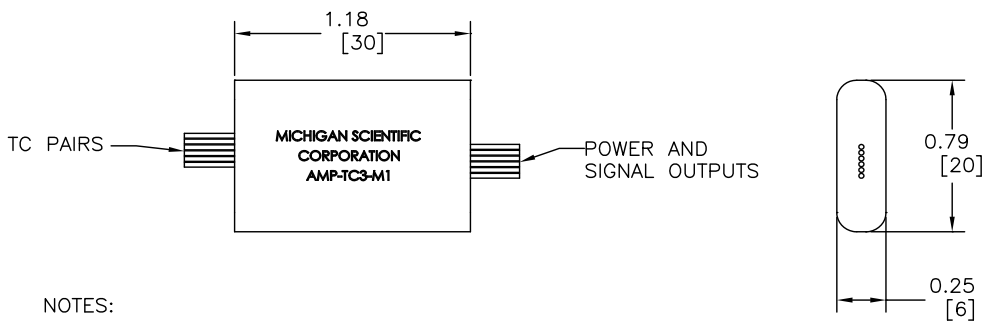 1.18
[30]
TC PAIRS
MICHIGAN SCIENTIFIC
CORPORATION
AMP-TC3-M1
POWER AND
SIGNAL OUTPUTS
0.79
[20]
0.25
[6]
NOTES: